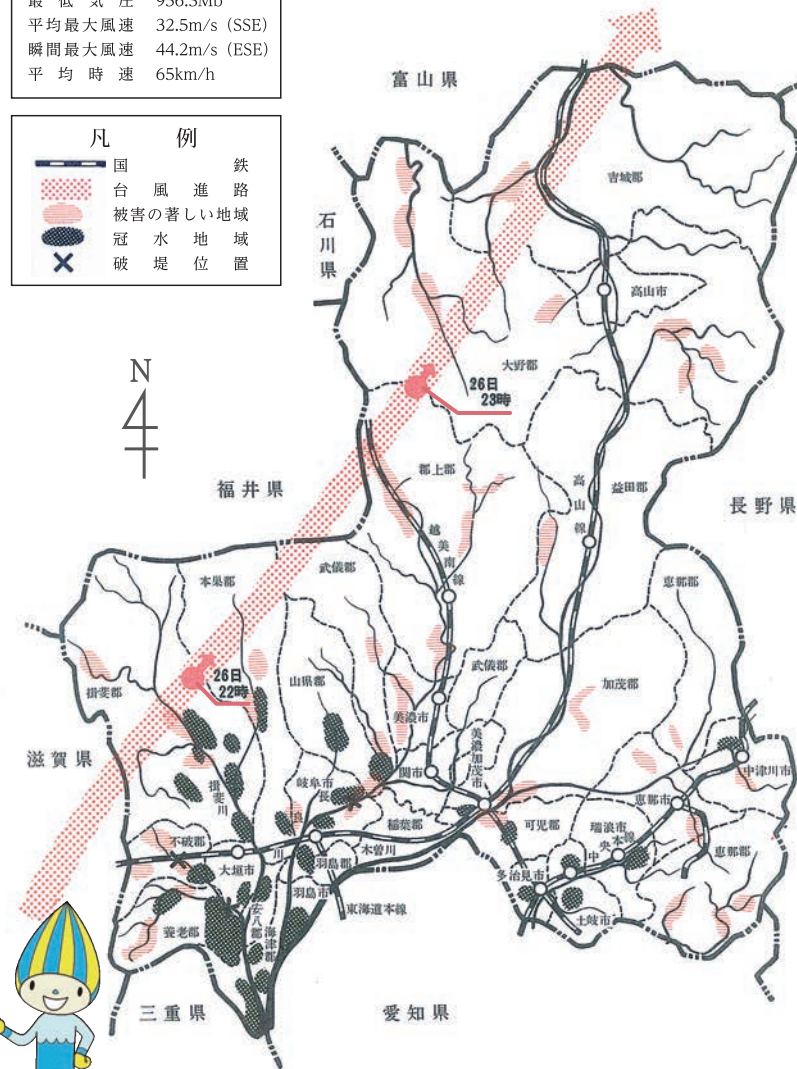 最低気圧 956.5Mb
平均最大風速 32.5m/s（SSE）
瞬間最大風速 44.2m/s（ESE）
平均時速 65km/h
凡例
国鉄
台風進路
被害の著しい地域
冠水地域
破堤位置
富山県
吉城郡
石川県
高山市
N
大野郡
26日
23時
郡上郡
福井県
高山線
益田郡
長野県
越美南線
武儀郡
本巣郡
恵那郡
26日
22時
揖斐郡
山県郡
武儀郡
加茂郡
美濃市
滋賀県
美濃加茂市
関市
中津川市
揖斐川
岐阜市
長良川
恵那市
稲葉郡
可児郡
瑞浪市
不破郡
木曽川
中央本線
恵那郡
羽島郡
大垣市
多治見市
羽島市
東海道本線
安八郡
海津郡
土岐市
養老郡
三重県
愛知県